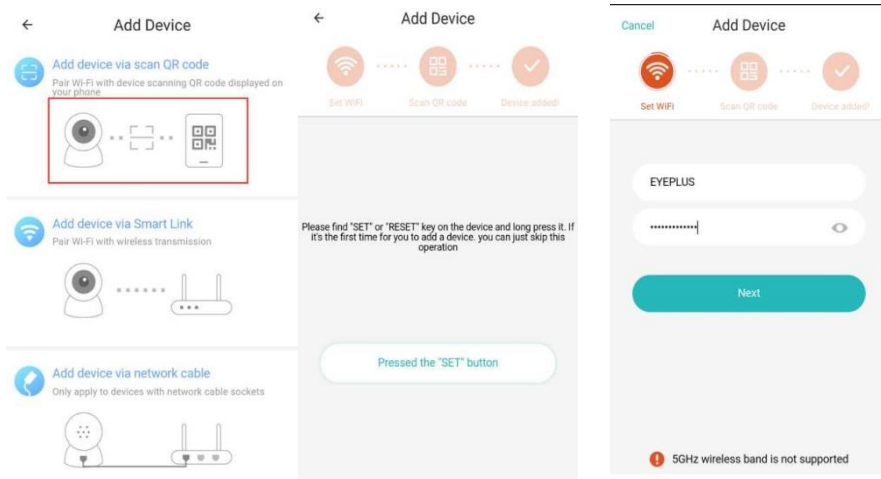 Add Device
Add device via scan QR code
Pair Wi-Fi with device scanning QR code displayed on
your phone
Add device via Smart Link
Pair Wi-Fi with wireless transmission
Add device via network cable
Only apply to devices with network cable sockets
Add Device
Set WiFi
Scan QR code
Device added!
Please find "SET" or "RESET" key on the device and long press it. If
it's the first time for you to add a device. you can just skip this
operation
Pressed the "SET" button
Cancel
Add Device
Set WiFi
Scan QR code
Device added!
EYEPLUS
Next
5GHz wireless band is not supported